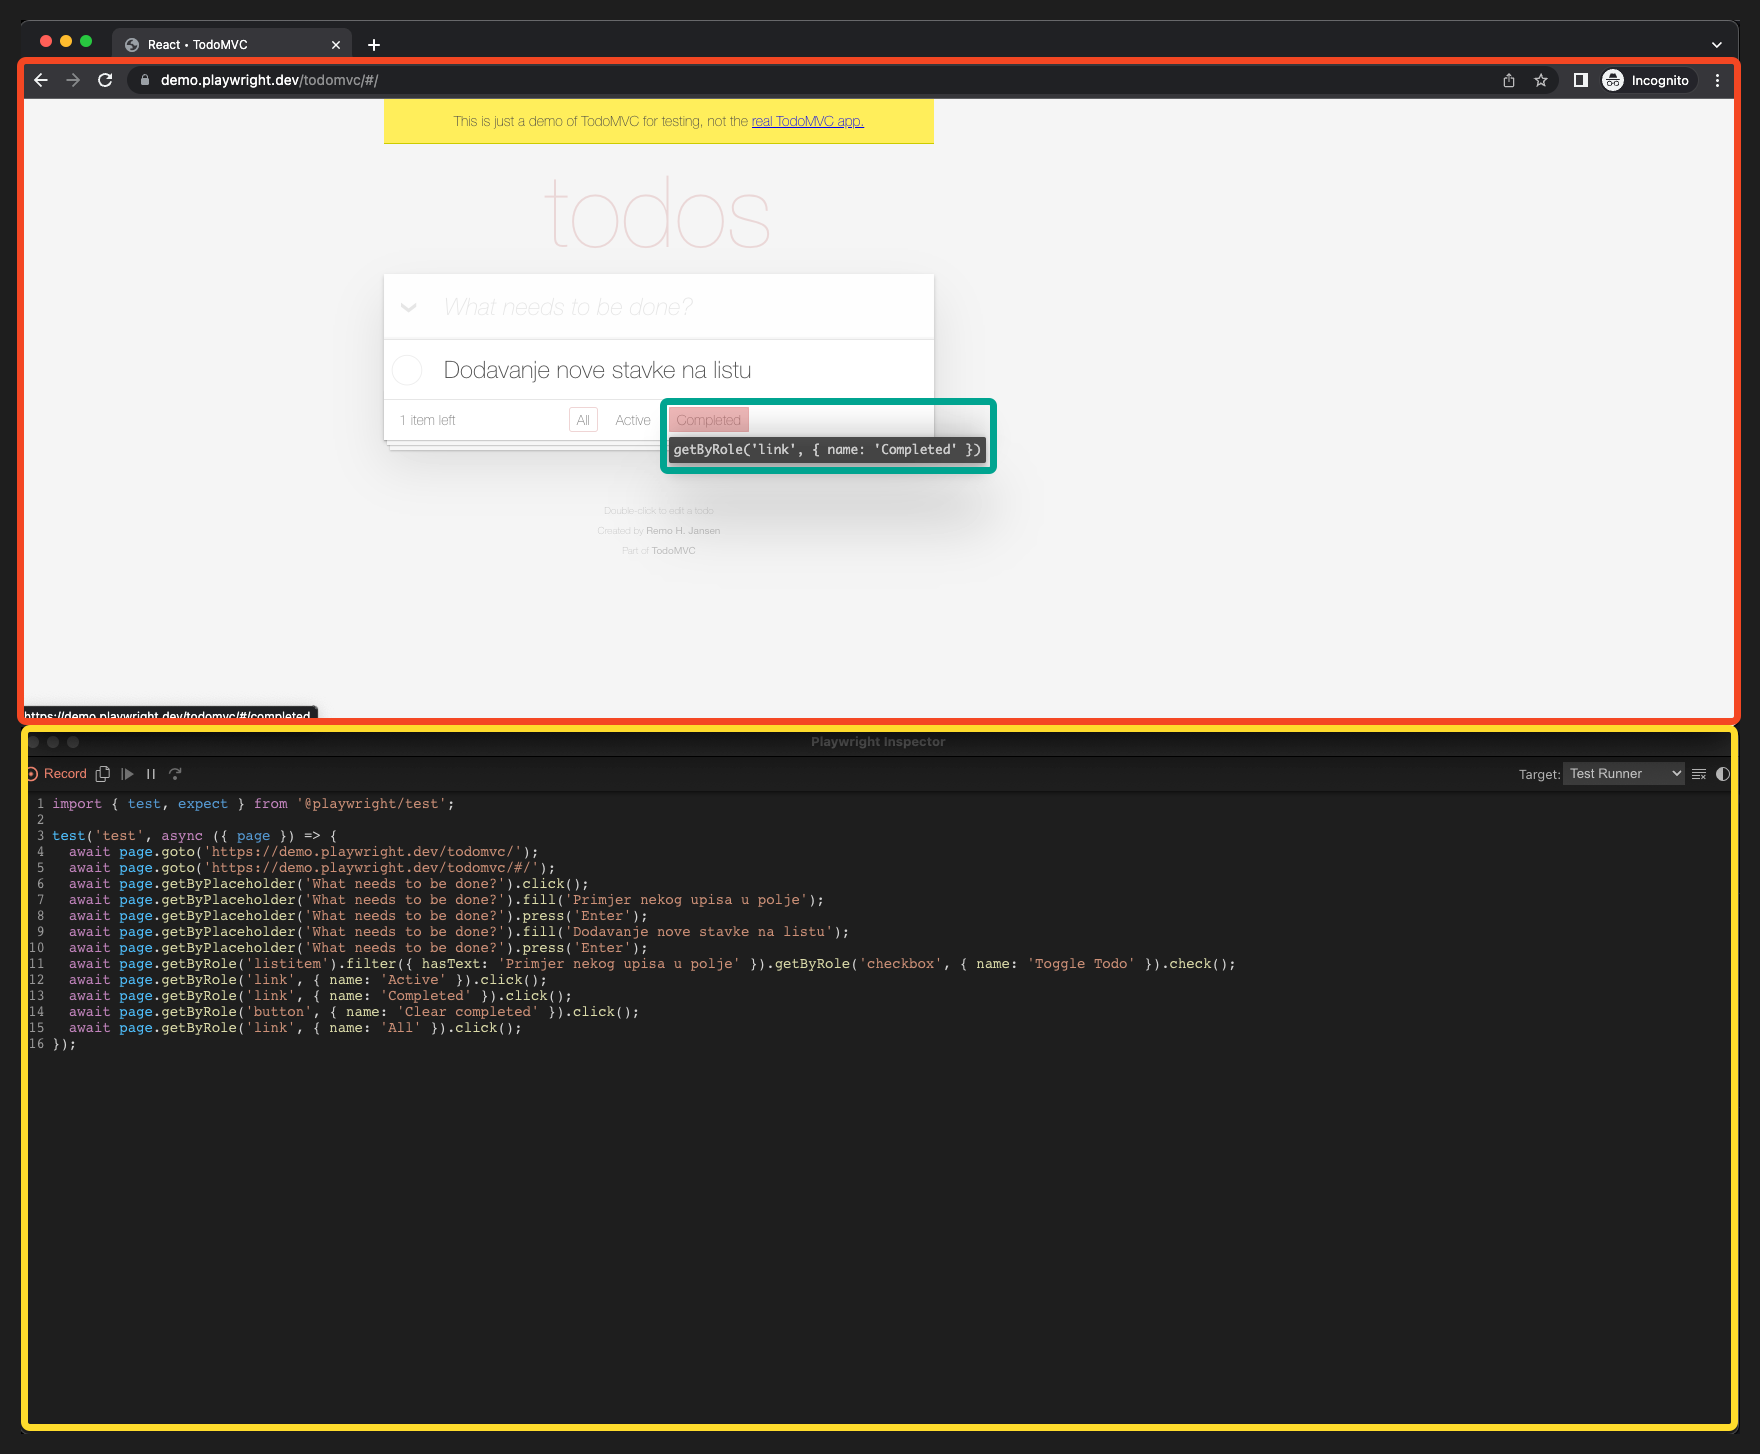 React • TodoMVC
demo.playwright.dev/todomvc/#/
Incognito
This is just a demo of TodoMVC for testing, not the real TodoMVC app.
todos
What needs to be done?
Dodavanje nove stavke na listu
1 item left All Active Completed
getByRole('link', { name: 'Completed' })
Double-click to edit a todo
Created by Remo H. Jansen
Part of TodoMVC
https://demo.playwright.dev/todomvc/#/completed
Playwright Inspector
Record Target: Test Runner
1 import { test, expect } from '@playwright/test';
2
3 test('test', async ({ page }) => {
4   await page.goto('https://demo.playwright.dev/todomvc/');
5   await page.goto('https://demo.playwright.dev/todomvc/#/');
6   await page.getByPlaceholder('What needs to be done?').click();
7   await page.getByPlaceholder('What needs to be done?').fill('Primjer nekog upisa u polje');
8   await page.getByPlaceholder('What needs to be done?').press('Enter');
9   await page.getByPlaceholder('What needs to be done?').fill('Dodavanje nove stavke na listu');
10   await page.getByPlaceholder('What needs to be done?').press('Enter');
11   await page.getByRole('listitem').filter({ hasText: 'Primjer nekog upisa u polje' }).getByRole('checkbox', { name: 'Toggle Todo' }).check();
12   await page.getByRole('link', { name: 'Active' }).click();
13   await page.getByRole('link', { name: 'Completed' }).click();
14   await page.getByRole('button', { name: 'Clear completed' }).click();
15   await page.getByRole('link', { name: 'All' }).click();
16 });